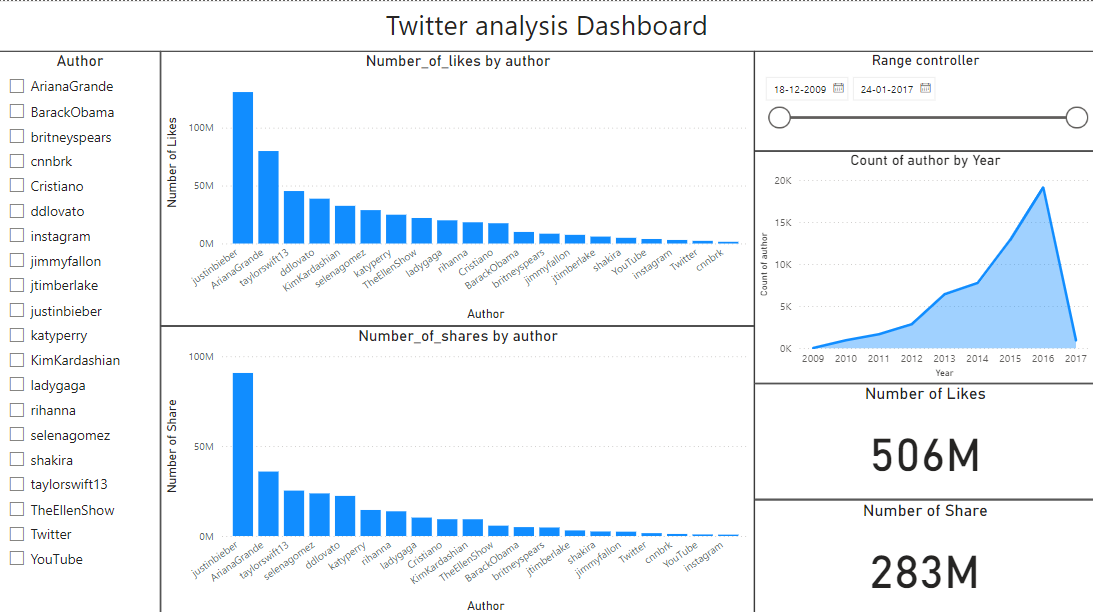 Twitter analysis Dashboard
Author
ArianaGrande
BarackObama
britneyspears
cnnbrk
Cristiano
ddlovato
instagram
jimmyfallon
jtimberlake
justinbieber
katyperry
KimKardashian
ladygaga
rihanna
selenagomez
shakira
taylorswift13
TheEllenShow
Twitter
YouTube
Number_of_likes by author
Number of Likes
100M
50M
0M
justinbieber
ArianaGrande
taylorswift13
ddlovato
KimKardashian
selenagomez
katyperry
TheEllenShow
ladygaga
rihanna
Cristiano
BarackObama
britneyspears
jimmyfallon
jtimberlake
shakira
YouTube
instagram
Twitter
cnnbrk
Author
Number_of_shares by author
Number of Share
100M
50M
0M
justinbieber
ArianaGrande
taylorswift13
selenagomez
ddlovato
katyperry
rihanna
ladygaga
Cristiano
KimKardashian
TheEllenShow
BarackObama
britneyspears
jtimberlake
shakira
jimmyfallon
Twitter
cnnbrk
YouTube
instagram
Author
Range controller
18-12-2009 24-01-2017
Count of author by Year
Count of author
20K
15K
10K
5K
0K
2009 2010 2011 2012 2013 2014 2015 2016 2017
Year
Number of Likes
506M
Number of Share
283M